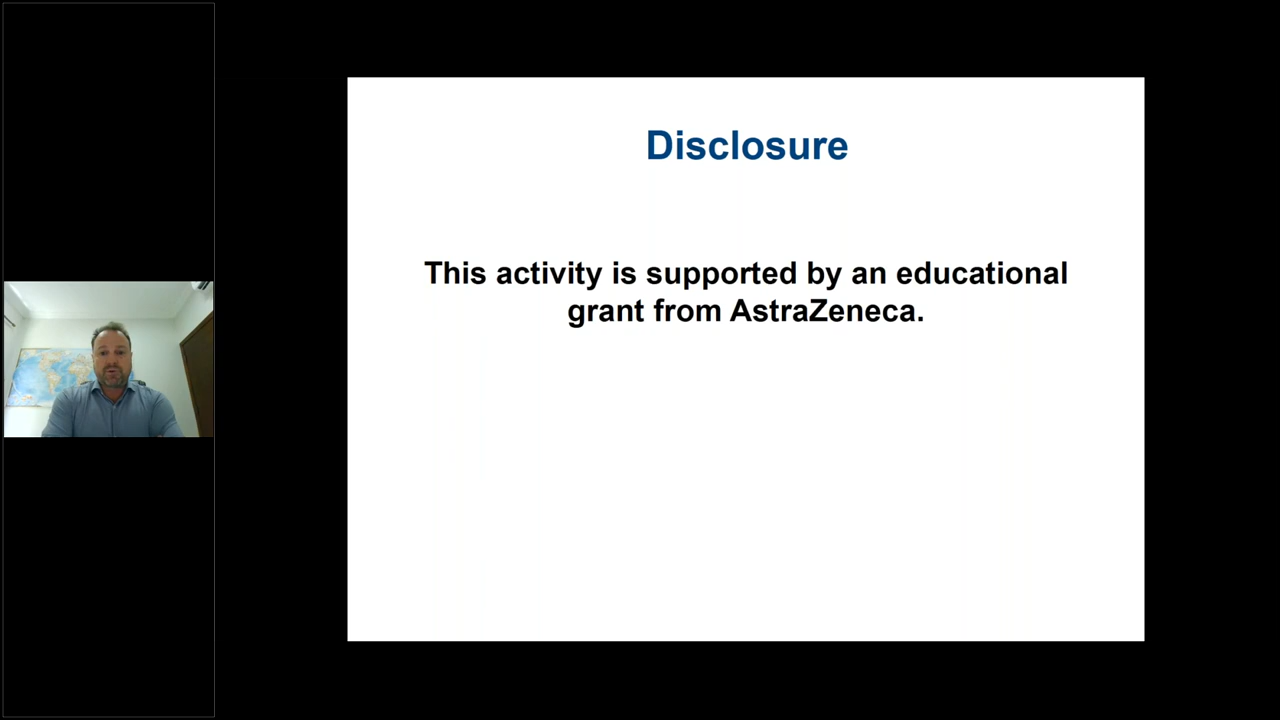 Disclosure
This activity is supported by an educational
grant from AstraZeneca.